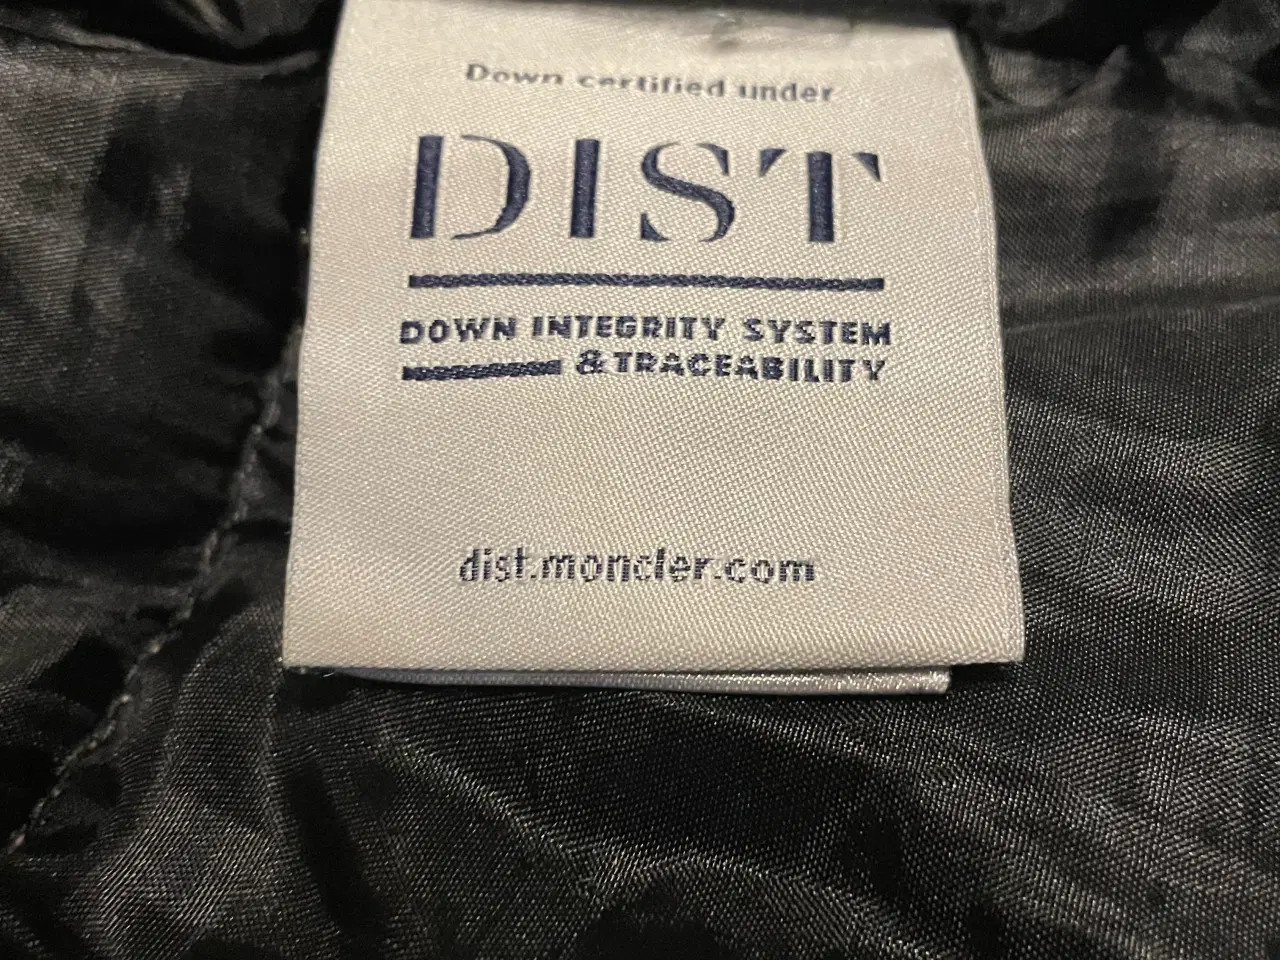 Down certified under
DIST
DOWN INTEGRITY SYSTEM
& TRACEABILITY
dist.moncler.com